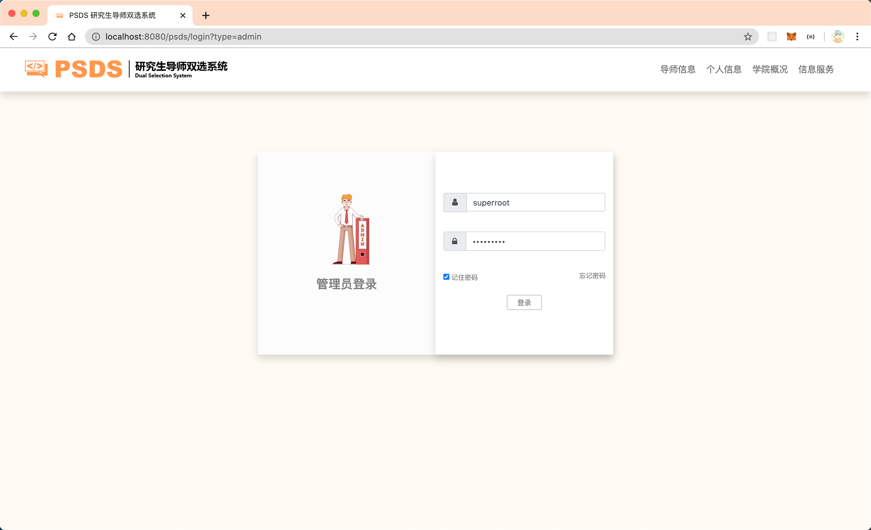 PSDS 研究生导师双选系统
localhost:8080/psds/login?type=admin
</> PSDS 研究生导师双选系统
Dual Selection System
导师信息 个人信息 学院概况 信息服务
ADMIN
管理员登录
superroot
•••••••••
记住密码 忘记密码
登录